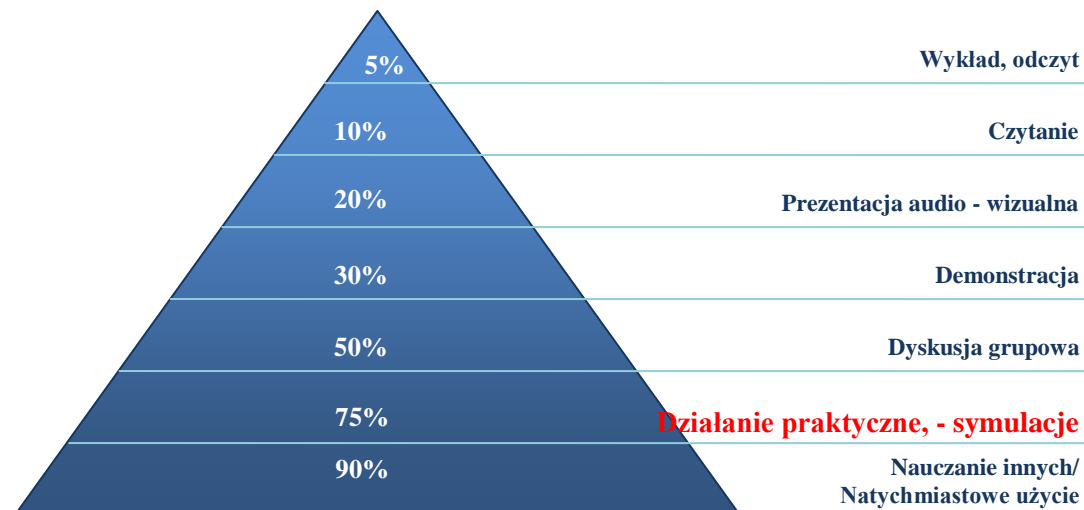 5%
Wykład, odczyt
10%
Czytanie
20%
Prezentacja audio - wizualna
30%
Demonstracja
50%
Dyskusja grupowa
75%
Działanie praktyczne, - symulacje
90%
Nauczanie innych/
Natychmiastowe użycie